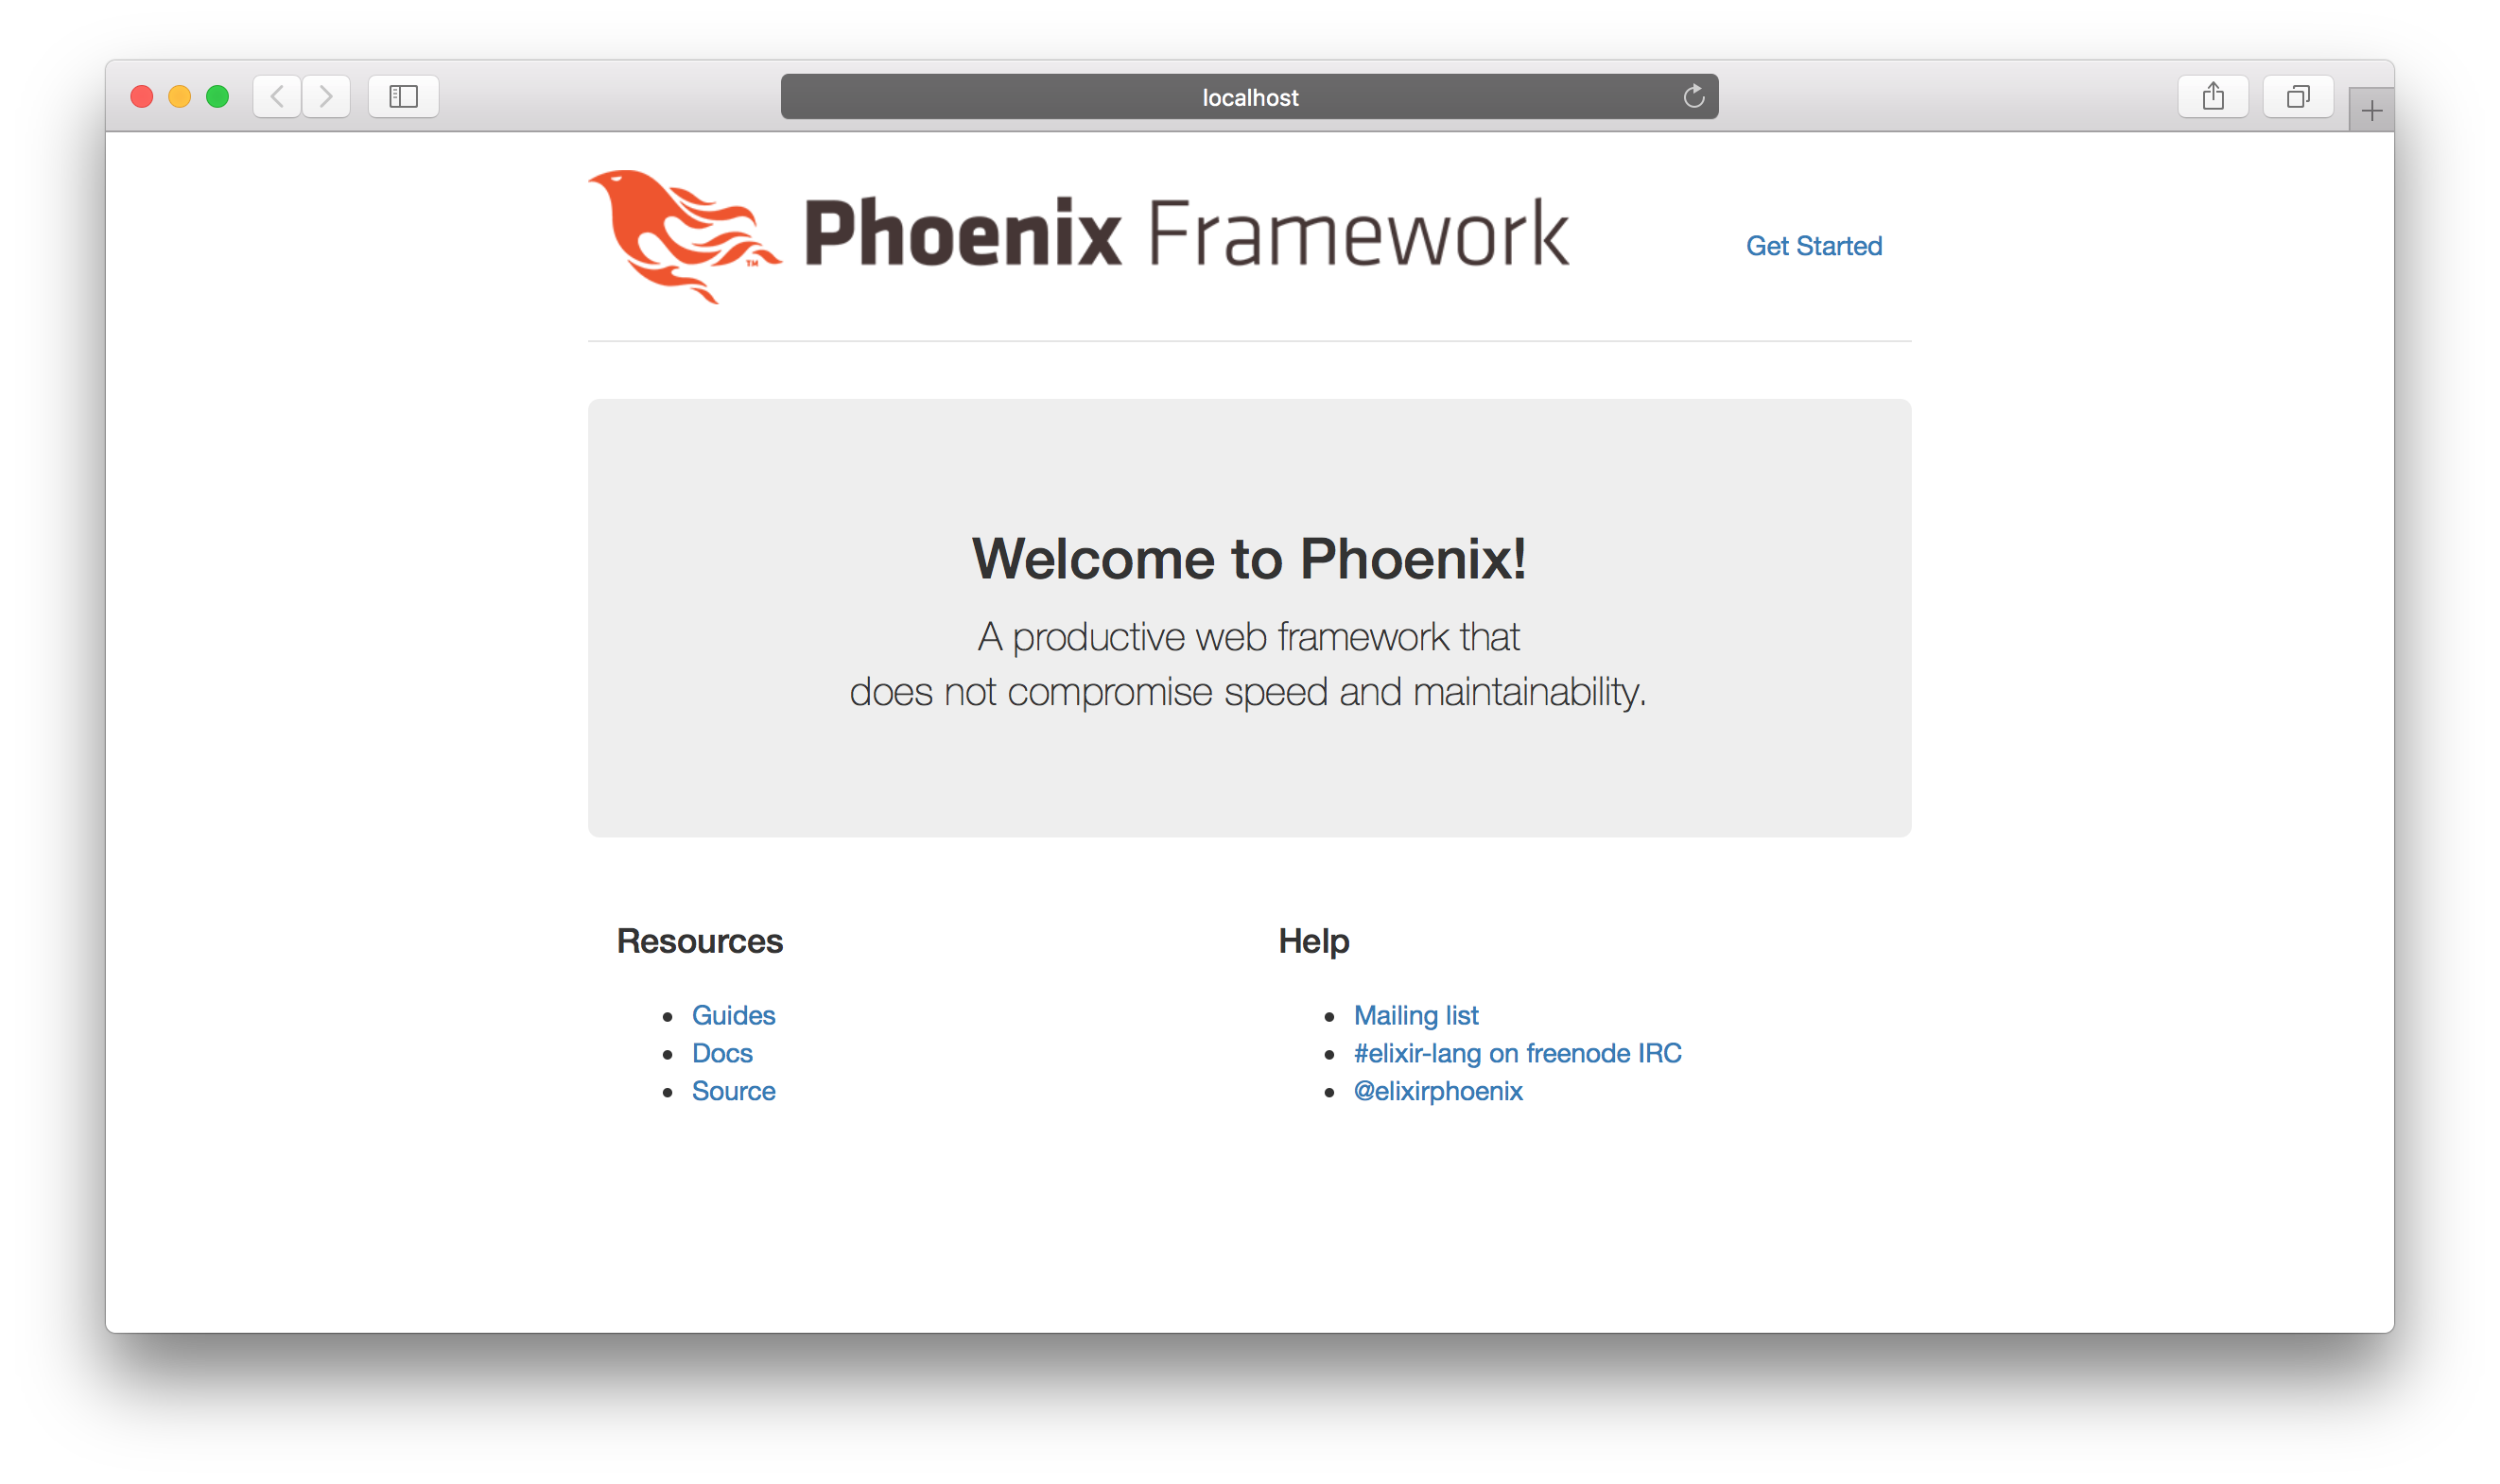 localhost
Phoenix Framework
TM
Get Started
Welcome to Phoenix!
A productive web framework that
does not compromise speed and maintainability.
Resources
Guides
Docs
Source
Help
Mailing list
#elixir-lang on freenode IRC
@elixirphoenix